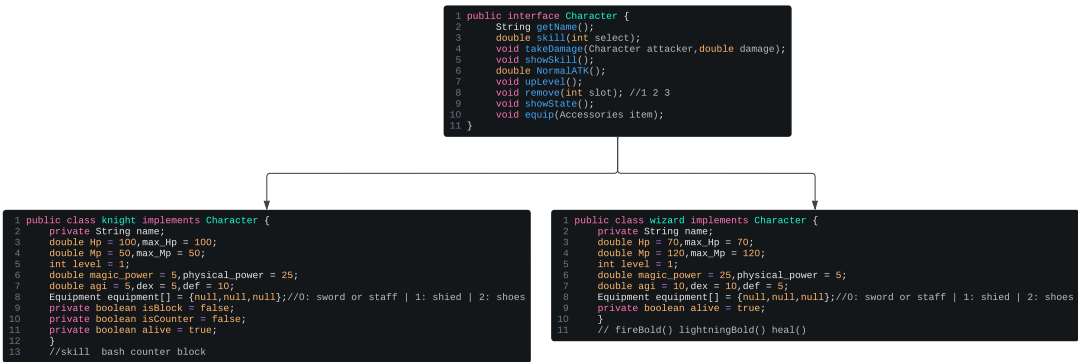 1 public interface Character {
2 String getName();
3 double skill(int select);
4 void takeDamage(Character attacker,double damage);
5 void showSkill();
6 double NormalATK();
7 void upLevel();
8 void remove(int slot); //1 2 3
9 void showState();
10 void equip(Accessories item);
11 }
1 public class knight implements Character {
2 private String name;
3 double Hp = 100,max_Hp = 100;
4 double Mp = 50,max_Mp = 50;
5 int level = 1;
6 double magic_power = 5,physical_power = 25;
7 double agi = 5,dex = 5,def = 10;
8 Equipment equipment[] = {null,null,null};//O: sword or staff | 1: shied | 2: shoes
9 private boolean isBlock = false;
10 private boolean isCounter = false;
11 private boolean alive = true;
12 }
13 //skill  bash counter block
1 public class wizard implements Character {
2 private String name;
3 double Hp = 70,max_Hp = 70;
4 double Mp = 120,max_Mp = 120;
5 int level = 1;
6 double magic_power = 25,physical_power = 5;
7 double agi = 10,dex = 10,def = 5;
8 Equipment equipment[] = {null,null,null};//O: sword or staff | 1: shied | 2: shoes
9 private boolean alive = true;
10 }
11 // fireBold() lightningBold() heal()